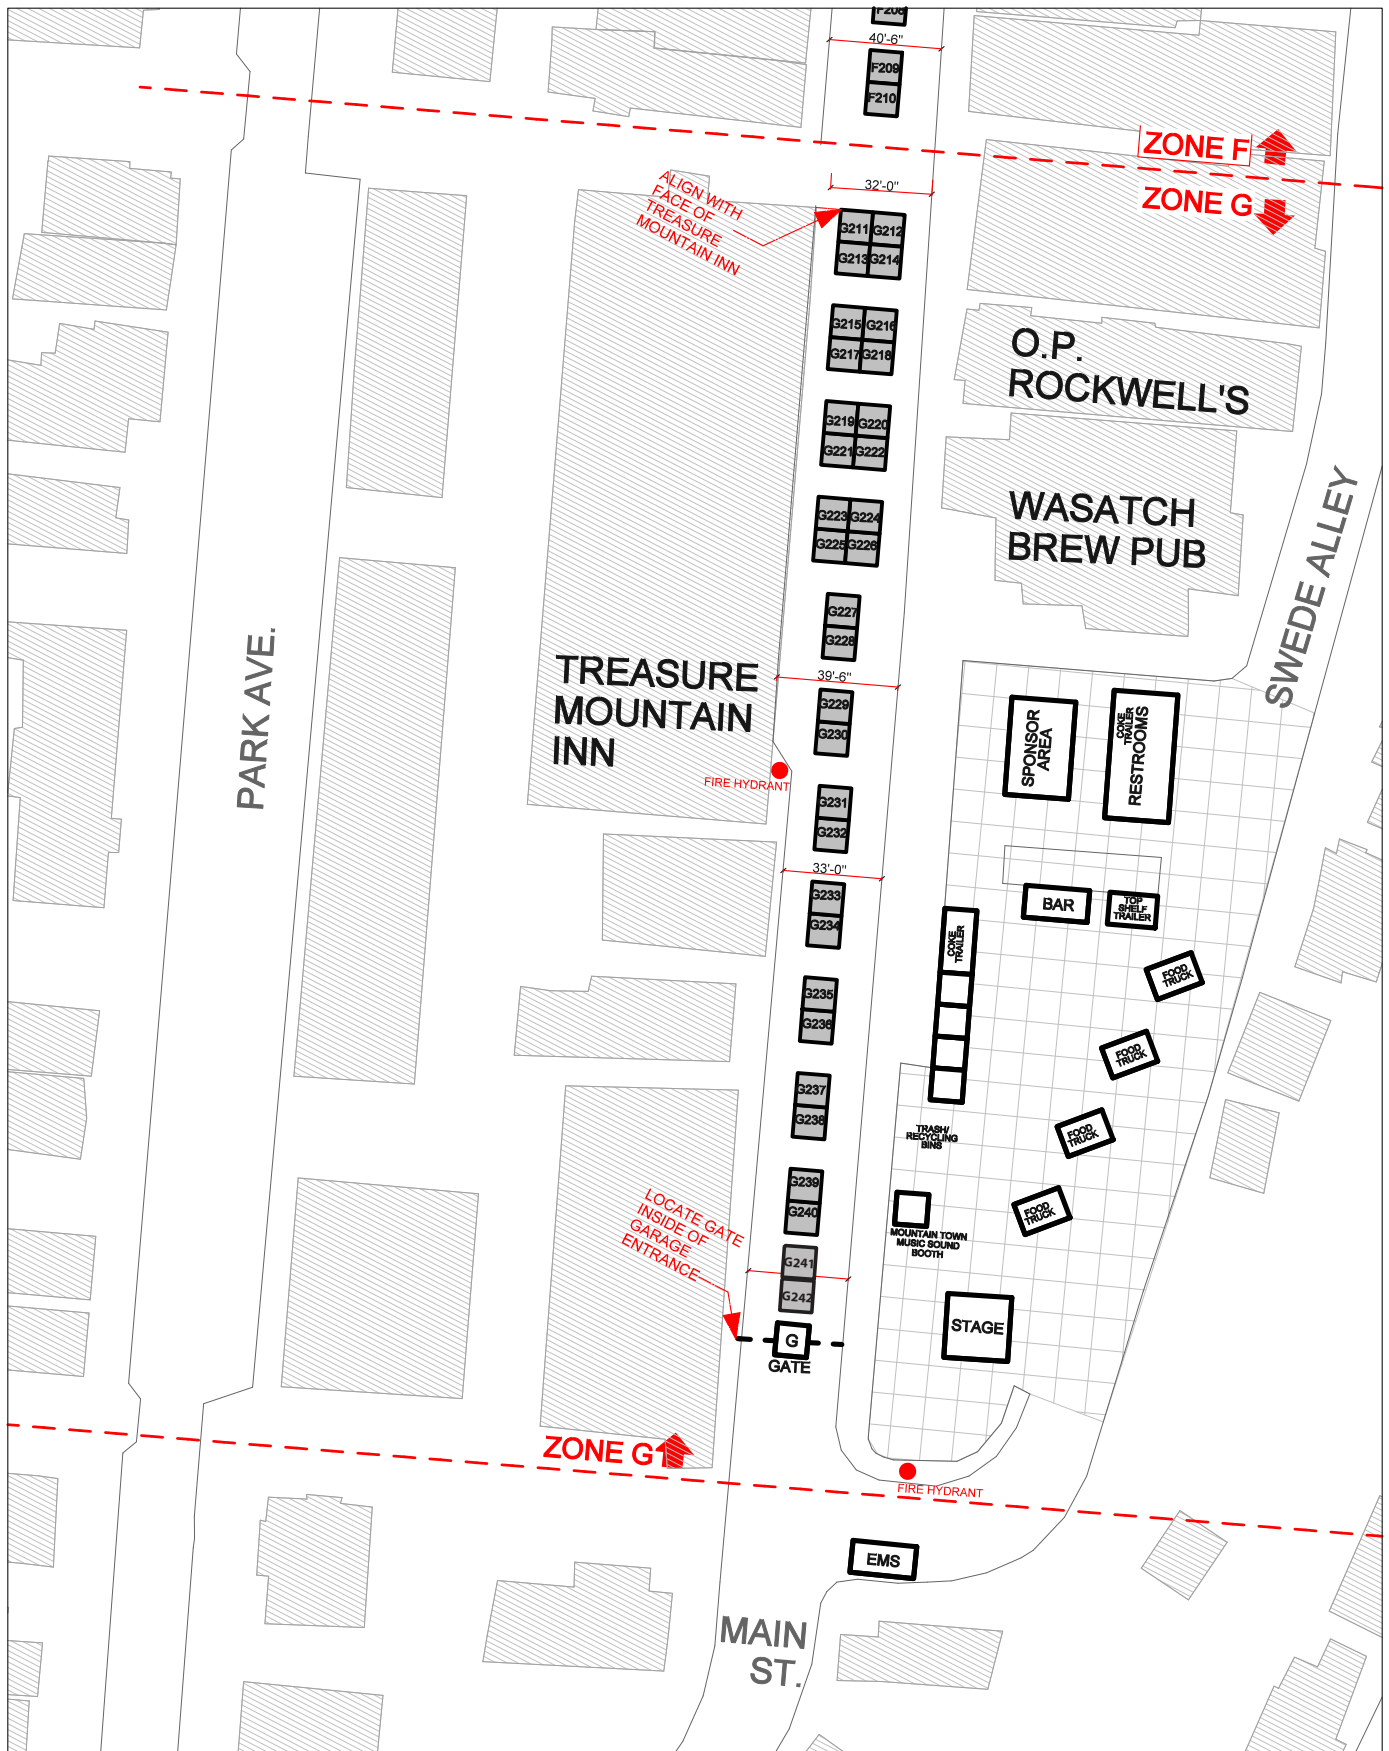 F208
40'-6"
F209
F210
ZONE F
ZONE G
32'-0"
ALIGN WITH
FACE OF
TREASURE
MOUNTAIN INN
G211 G212
G213 G214
G215 G216
G217 G218
O.P.
ROCKWELL'S
G219 G220
G221 G222
WASATCH
BREW PUB
G223 G224
G225 G226
SWEDE ALLEY
G227
G228
PARK AVE.
TREASURE
MOUNTAIN
INN
39'-6"
G229
G230
FIRE HYDRANT
SPONSOR
AREA
COKE
TRAILER
RESTROOMS
G231
G232
33'-0"
G233
G234
BAR
TOP
SHELF
TRAILER
COKE
TRAILER
FOOD
TRUCK
G235
G236
FOOD
TRUCK
G237
G238
TRASH/
RECYCLING
BINS
FOOD
TRUCK
G239
G240
FOOD
TRUCK
LOCATE GATE
INSIDE OF
GARAGE
ENTRANCE
MOUNTAIN TOWN
MUSIC SOUND
BOOTH
G241
G242
STAGE
G
GATE
ZONE G
FIRE HYDRANT
EMS
MAIN
ST.